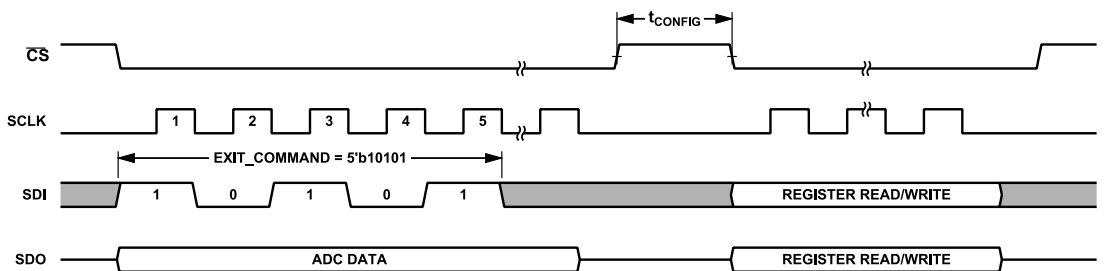 tCONFIG
CS
SCLK
1 2 3 4 5
EXIT_COMMAND = 5'b10101
SDI
1 0 1 0 1
REGISTER READ/WRITE
SDO
ADC DATA
REGISTER READ/WRITE